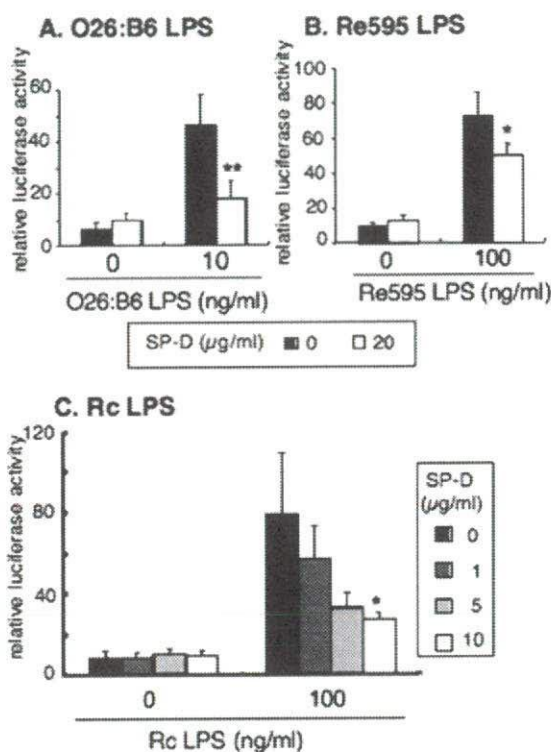 A. O26:B6 LPS
relative luciferase activity
60
40
20
0
**
0 10
O26:B6 LPS (ng/ml)
B. Re595 LPS
relative luciferase activity
100
80
60
40
20
0
*
0 100
Re595 LPS (ng/ml)
SP-D (µg/ml) 0 20
C. Rc LPS
relative luciferase activity
120
80
40
0
*
0 100
Rc LPS (ng/ml)
SP-D
(µg/ml)
0
1
5
10